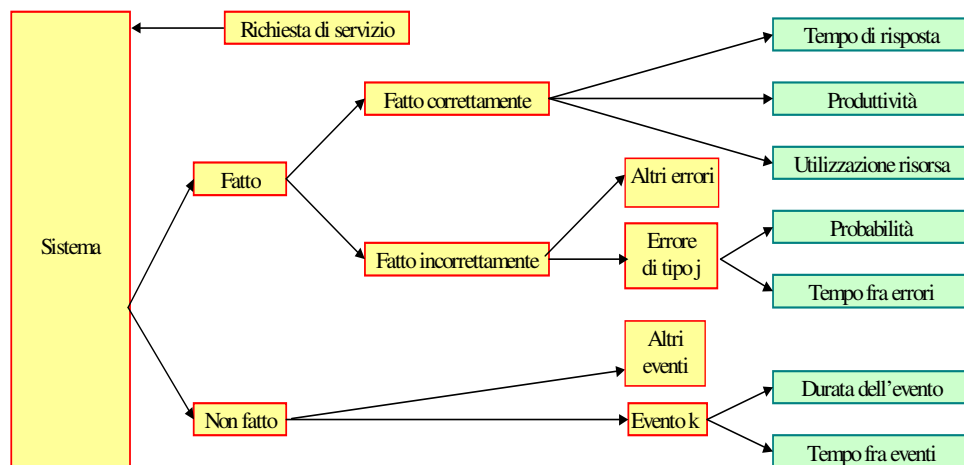 Richiesta di servizio
Tempo di risposta
Fatto correttamente
Produttività
Utilizzazione risorsa
Fatto
Altri errori
Sistema
Fatto incorrettamente
Errore
di tipo j
Probabilità
Tempo fra errori
Altri
eventi
Non fatto
Evento k
Durata dell'evento
Tempo fra eventi